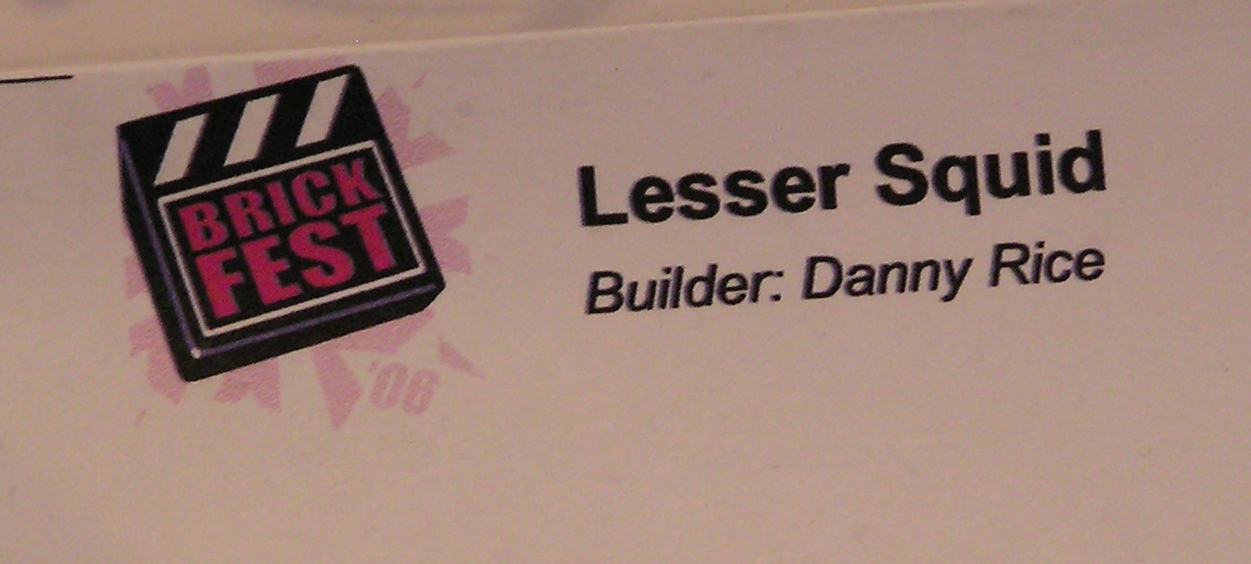 BRICK
FEST
'06
Lesser Squid
Builder: Danny Rice